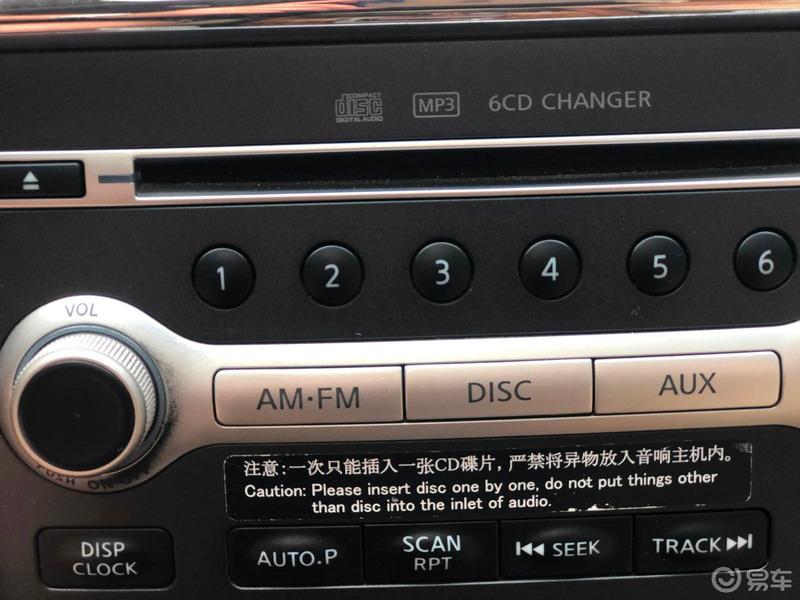 COMPACT
disc
DIGITAL AUDIO
MP3
6CD CHANGER
1 2 3 4 5 6
VOL
PUSH ON·OFF
AM·FM
DISC
AUX
注意:一次只能插入一张CD碟片，严禁将异物放入音响主机内。
Caution: Please insert disc one by one, do not put things other
than disc into the inlet of audio.
DISP
CLOCK
AUTO.P
SCAN
RPT
SEEK
TRACK
易车